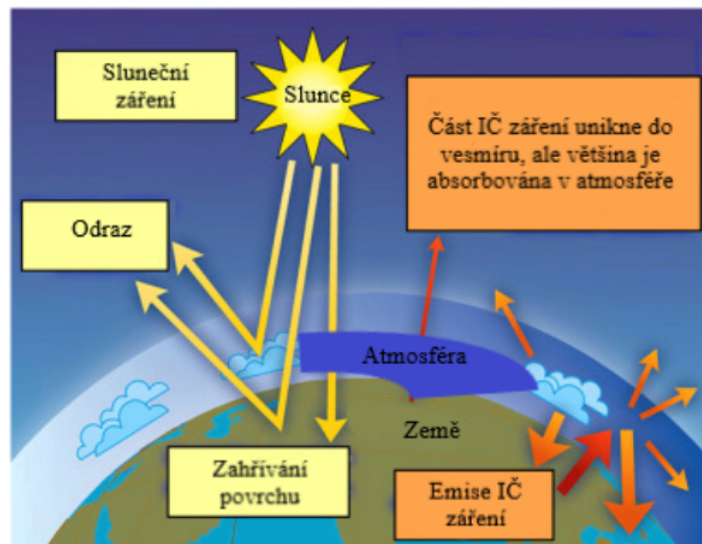 Sluneční
záření
Slunce
Část IČ záření unikne do
vesmíru, ale většina je
absorbována v atmosféře
Odraz
Atmosféra
Země
Zahřívání
povrchu
Emise IČ
záření